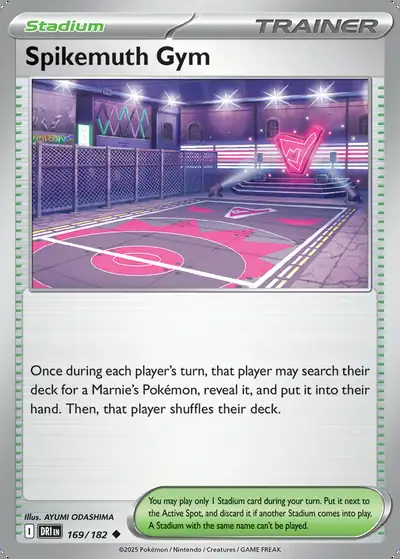 Stadium
TRAINER
Spikemuth Gym
Once during each player's turn, that player may search their
deck for a Marnie's Pokémon, reveal it, and put it into their
hand. Then, that player shuffles their deck.
Illus. AYUMI ODASHIMA
You may play only 1 Stadium card during your turn. Put it next to
the Active Spot, and discard it if another Stadium comes into play.
A Stadium with the same name can't be played.
I DRI EN 169/182 ◆
©2025 Pokémon / Nintendo / Creatures / GAME FREAK